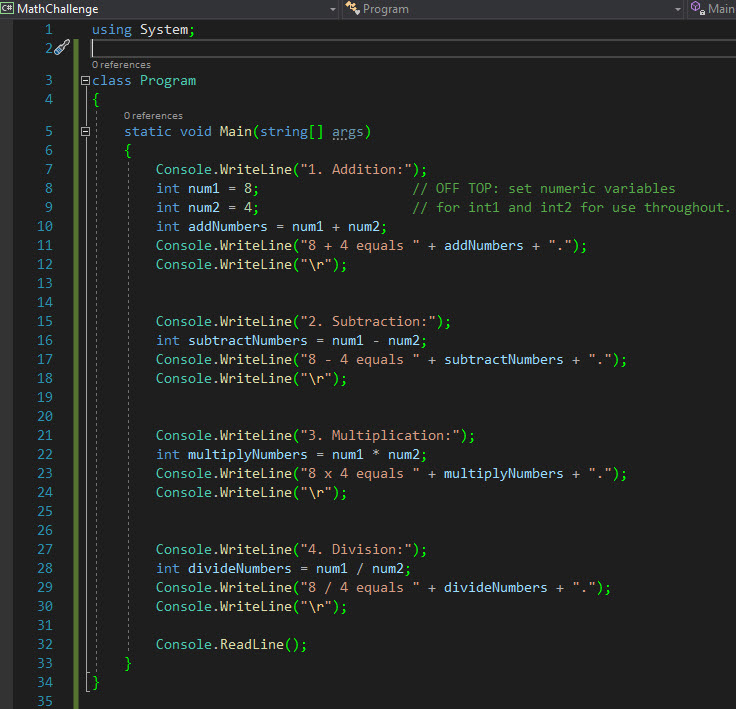 C# MathChallenge Program Main
1 using System;
2
0 references
3 class Program
4 {
0 references
5 static void Main(string[] args)
6 {
7 Console.WriteLine("1. Addition:");
8 int num1 = 8; // OFF TOP: set numeric variables
9 int num2 = 4; // for int1 and int2 for use throughout.
10 int addNumbers = num1 + num2;
11 Console.WriteLine("8 + 4 equals " + addNumbers + ".");
12 Console.WriteLine("\r");
13
14
15 Console.WriteLine("2. Subtraction:");
16 int subtractNumbers = num1 - num2;
17 Console.WriteLine("8 - 4 equals " + subtractNumbers + ".");
18 Console.WriteLine("\r");
19
20
21 Console.WriteLine("3. Multiplication:");
22 int multiplyNumbers = num1 * num2;
23 Console.WriteLine("8 x 4 equals " + multiplyNumbers + ".");
24 Console.WriteLine("\r");
25
26
27 Console.WriteLine("4. Division:");
28 int divideNumbers = num1 / num2;
29 Console.WriteLine("8 / 4 equals " + divideNumbers + ".");
30 Console.WriteLine("\r");
31
32 Console.ReadLine();
33 }
34 }
35